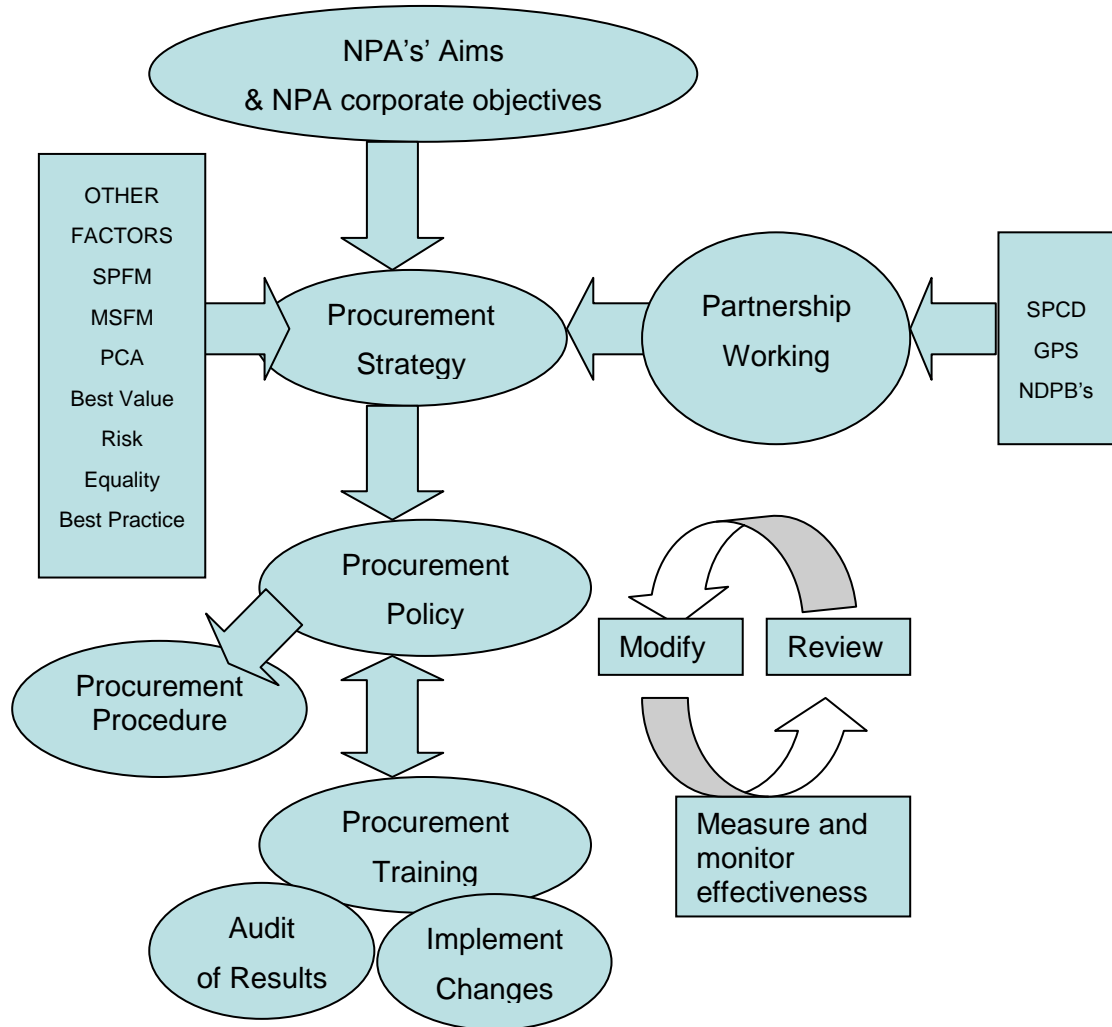 NPA's' Aims
& NPA corporate objectives
OTHER
FACTORS
SPFM
MSFM
PCA
Best Value
Risk
Equality
Best Practice
Procurement
Strategy
Partnership
Working
SPCD
GPS
NDPB's
Procurement
Policy
Modify
Review
Procurement
Procedure
Procurement
Training
Measure and
monitor
effectiveness
Audit
of Results
Implement
Changes